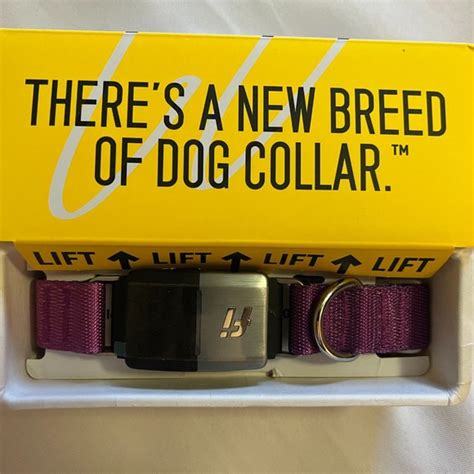 THERE'S A NEW BREED
OF DOG COLLAR.™
LIFT ↑ LIFT ↑ LIFT ↑ LIFT